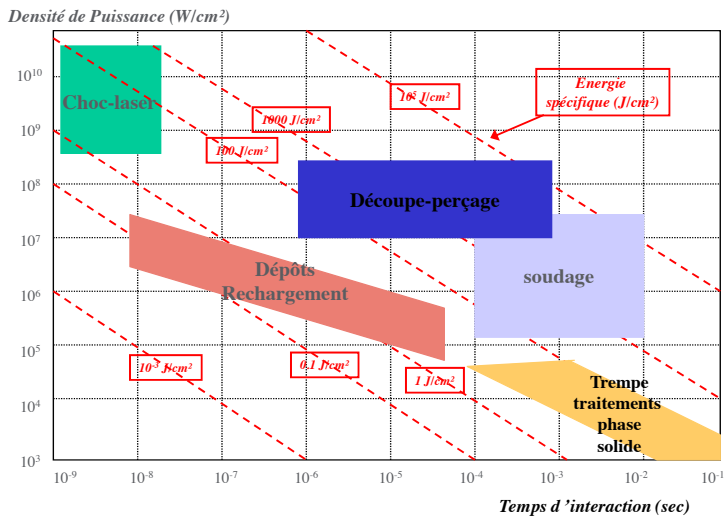 Densité de Puissance (W/cm²)
10¹⁰
10⁹
10⁸
10⁷
10⁶
10⁵
10⁴
10³
Choc-laser
1000 J/cm²
100 J/cm²
10⁵ J/cm²
Energie
spécifique (J/cm²)
Découpe-perçage
Dépôts
Rechargement
soudage
10⁻³ J/cm²
0.1 J/cm²
1 J/cm²
Trempe
traitements
phase
solide
10⁻⁹ 10⁻⁸ 10⁻⁷ 10⁻⁶ 10⁻⁵ 10⁻⁴ 10⁻³ 10⁻² 10⁻¹
Temps d ’interaction (sec)